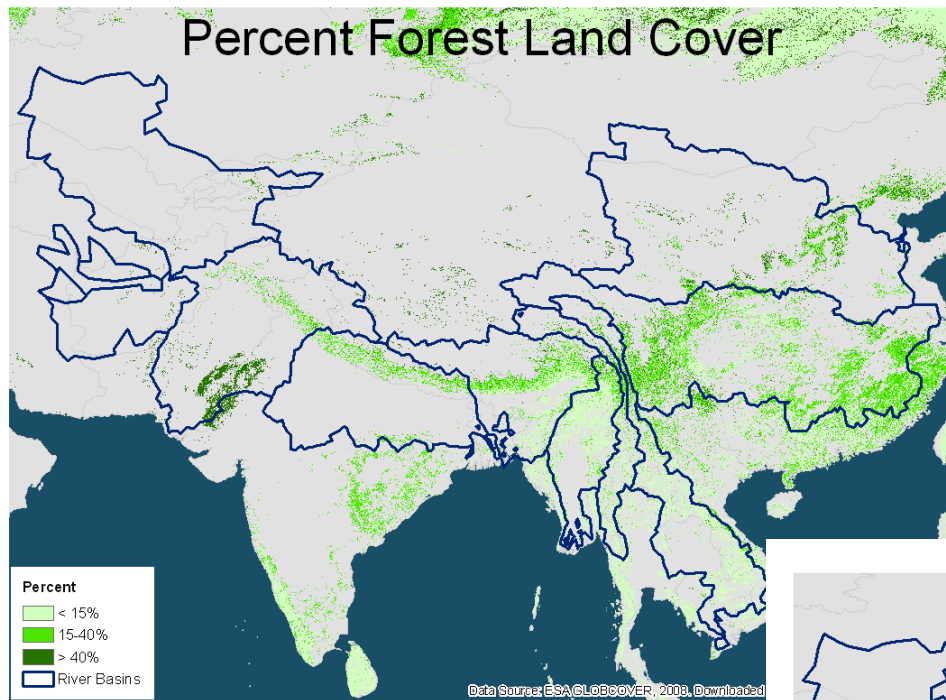 Percent Forest Land Cover
Percent
< 15%
15-40%
> 40%
River Basins
Data Source: ESA GLOBCOVER, 2008. Downloaded